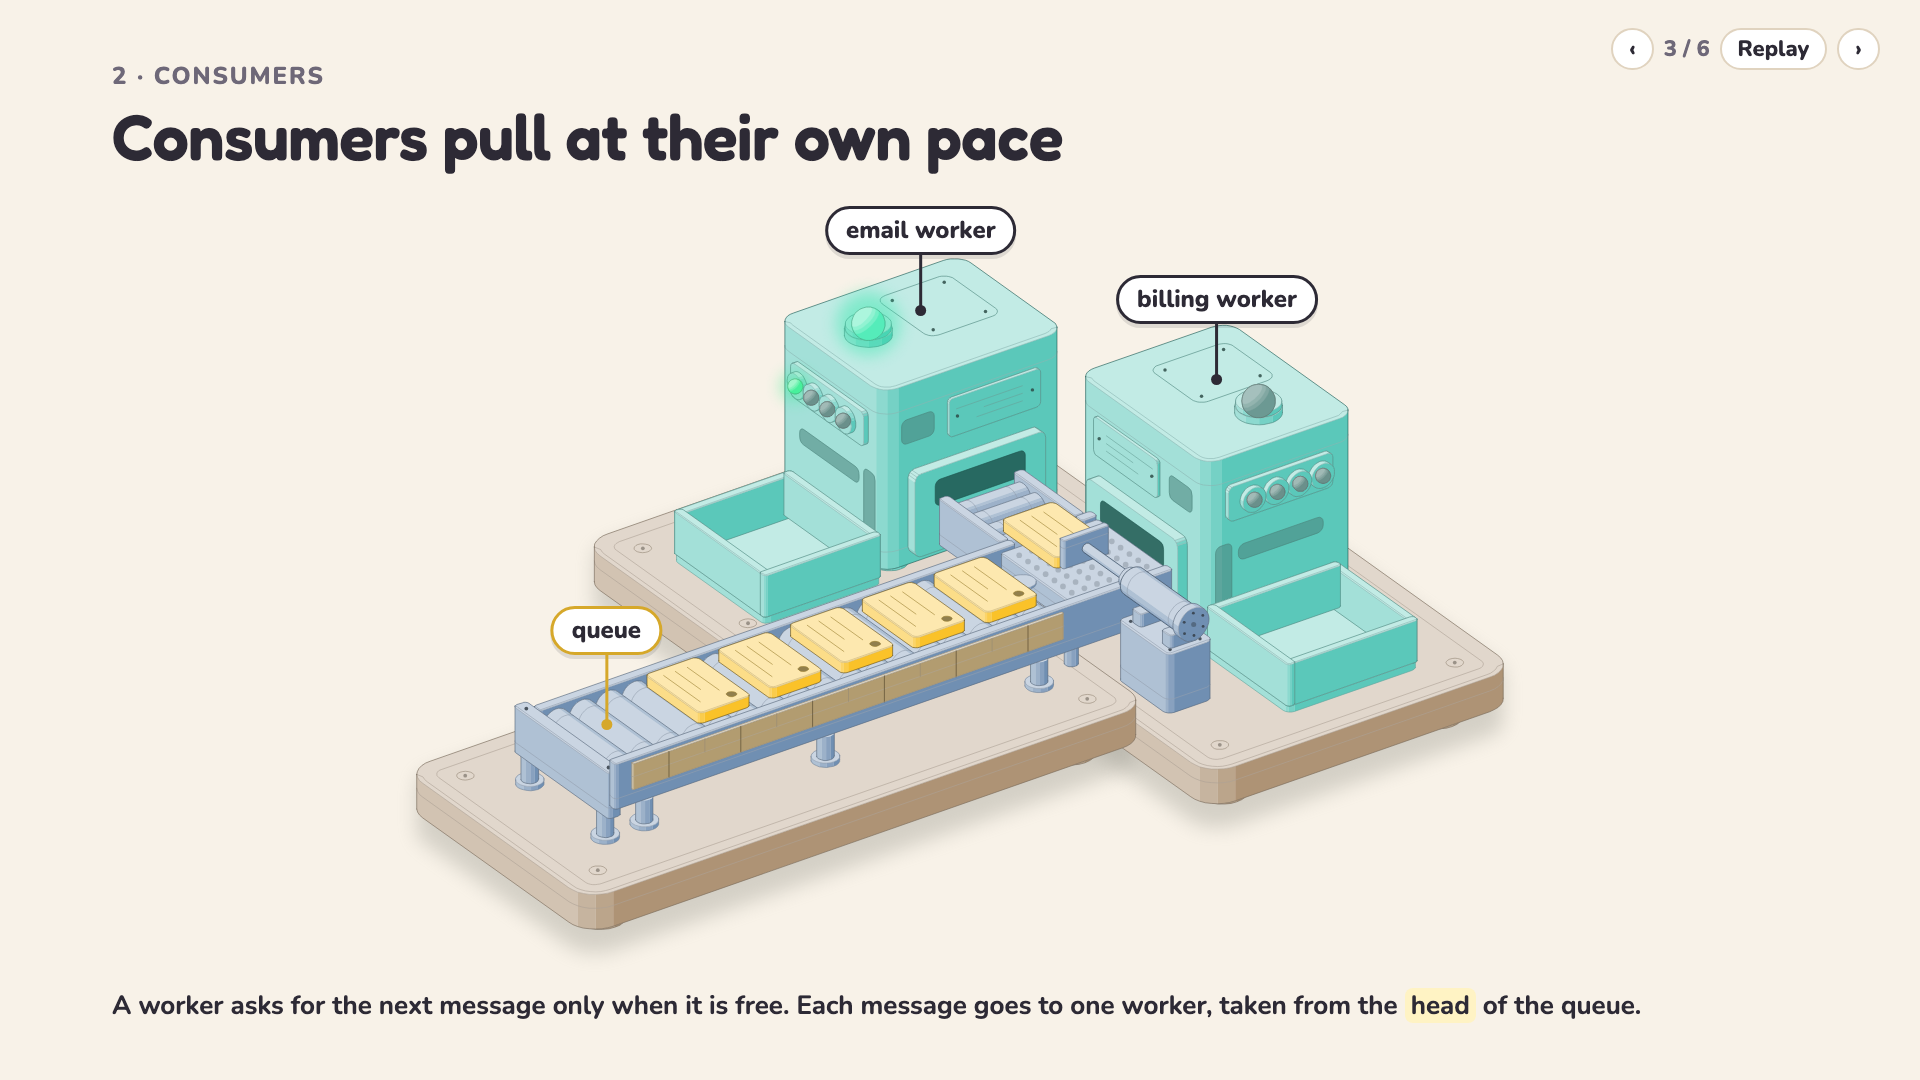 2 · CONSUMERS
‹ 3 / 6 Replay ›
Consumers pull at their own pace
email worker
billing worker
queue
A worker asks for the next message only when it is free. Each message goes to one worker, taken from the head of the queue.